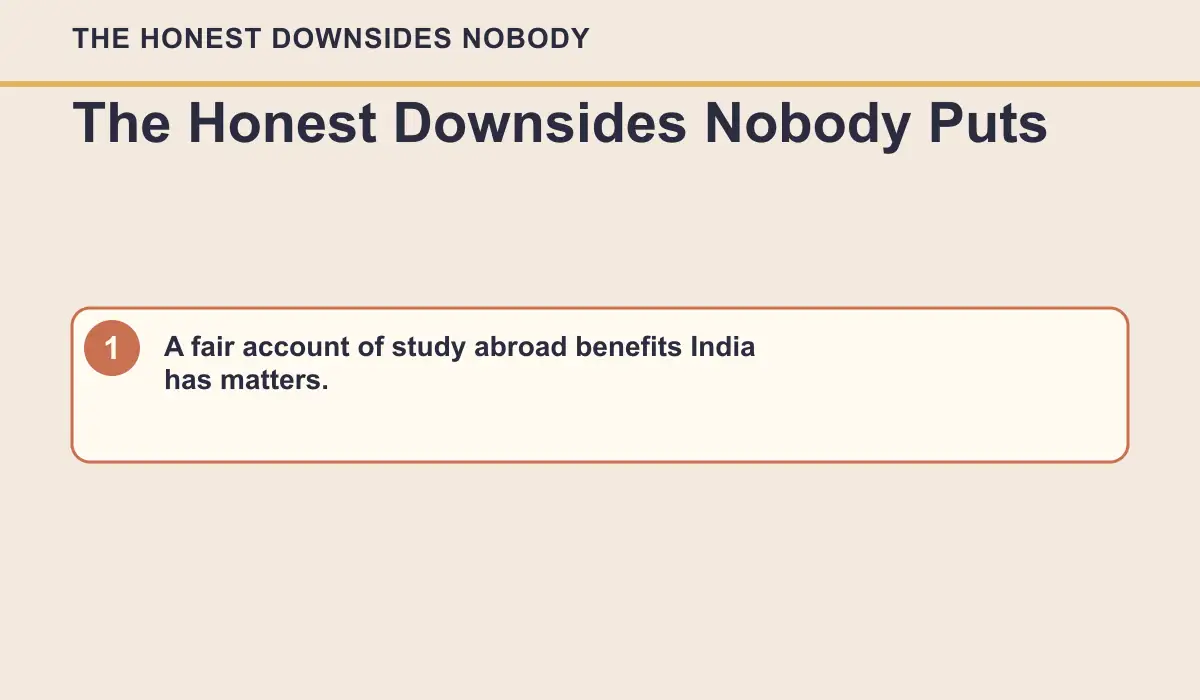 THE HONEST DOWNSIDES NOBODY
The Honest Downsides Nobody Puts
1
A fair account of study abroad benefits India
has matters.